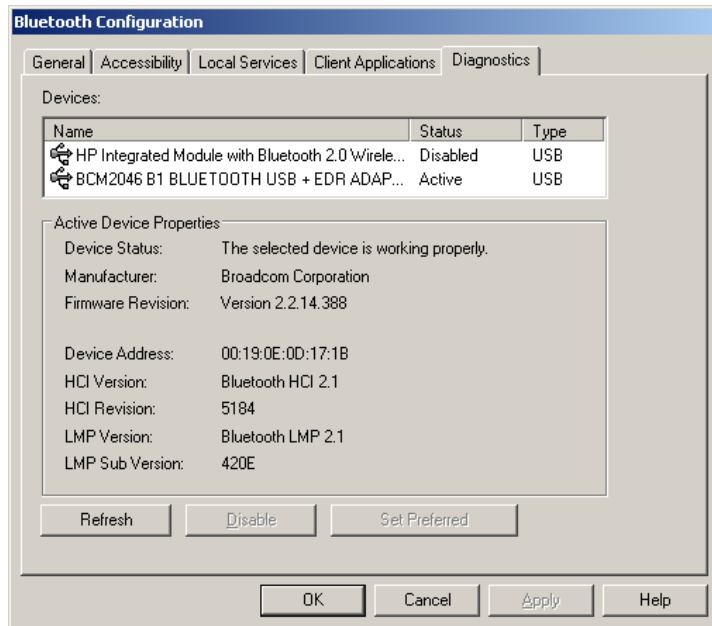 Bluetooth Configuration
General Accessibility Local Services Client Applications Diagnostics
Devices:
Name Status Type
HP Integrated Module with Bluetooth 2.0 Wirele... Disabled USB
BCM2046 B1 BLUETOOTH USB + EDR ADAP... Active USB
Active Device Properties
Device Status: The selected device is working properly.
Manufacturer: Broadcom Corporation
Firmware Revision: Version 2.2.14.388
Device Address: 00:19:0E:0D:17:1B
HCI Version: Bluetooth HCI 2.1
HCI Revision: 5184
LMP Version: Bluetooth LMP 2.1
LMP Sub Version: 420E
Refresh Disable Set Preferred
OK Cancel Apply Help